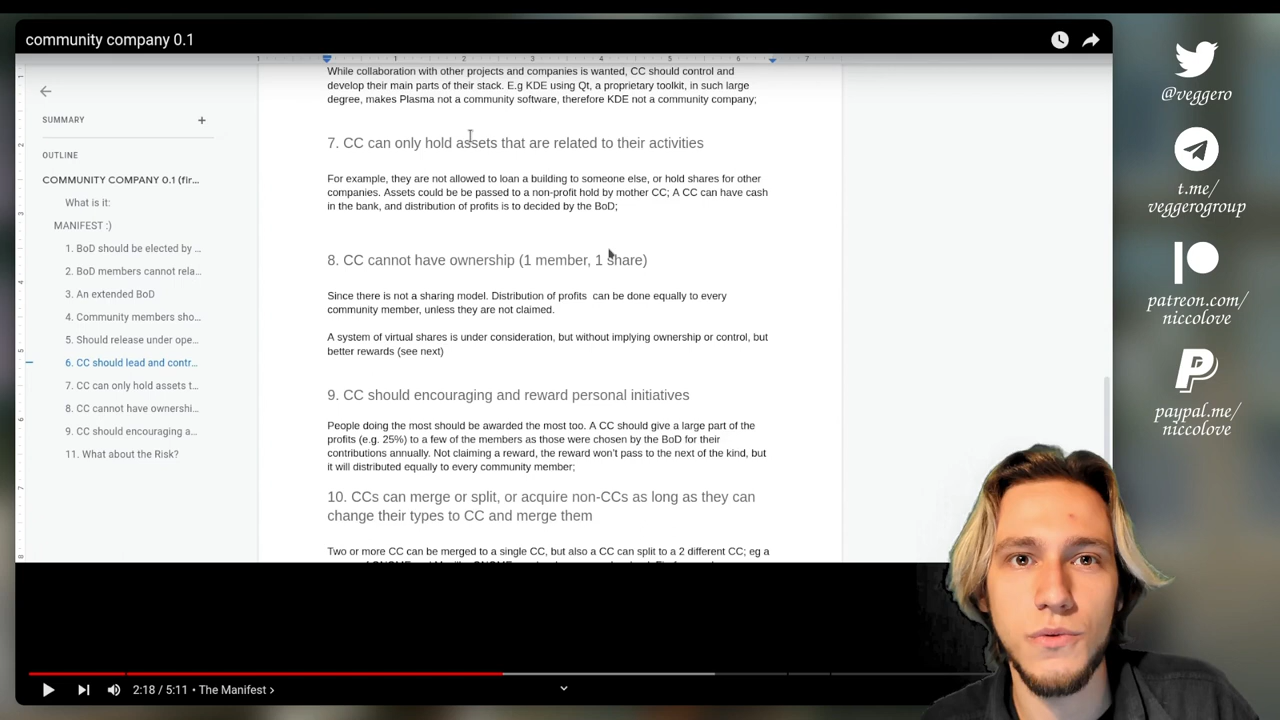 community company 0.1
SUMMARY
OUTLINE
COMMUNITY COMPANY 0.1 (fir...
What is it:
MANIFEST :)
1. BoD should be elected by ...
2. BoD members cannot rela...
3. An extended BoD
4. Community members sho...
5. Should release under ope...
6. CC should lead and contr...
7. CC can only hold assets t...
8. CC cannot have ownershi...
9. CC should encouraging a...
11. What about the Risk?
1 1 2 3 4 5 6 7
While collaboration with other projects and companies is wanted, CC should control and
develop their main parts of their stack. E.g KDE using Qt, a proprietary toolkit, in such large
degree, makes Plasma not a community software, therefore KDE not a community company;
7. CC can only hold assets that are related to their activities
For example, they are not allowed to loan a building to someone else, or hold shares for other
companies. Assets could be be passed to a non-profit hold by mother CC; A CC can have cash
in the bank, and distribution of profits is to decided by the BoD;
8. CC cannot have ownership (1 member, 1 share)
Since there is not a sharing model. Distribution of profits can be done equally to every
community member, unless they are not claimed.
A system of virtual shares is under consideration, but without implying ownership or control, but
better rewards (see next)
9. CC should encouraging and reward personal initiatives
People doing the most should be awarded the most too. A CC should give a large part of the
profits (e.g. 25%) to a few of the members as those were chosen by the BoD for their
contributions annually. Not claiming a reward, the reward won't pass to the next of the kind, but
it will distributed equally to every community member;
10. CCs can merge or split, or acquire non-CCs as long as they can
change their types to CC and merge them
Two or more CC can be merged to a single CC, but also a CC can split to a 2 different CC; eg a
2:18 / 5:11 • The Manifest ›
@veggero
t.me/
veggerogroup
patreon.com/
niccolove
paypal.me/
niccolove